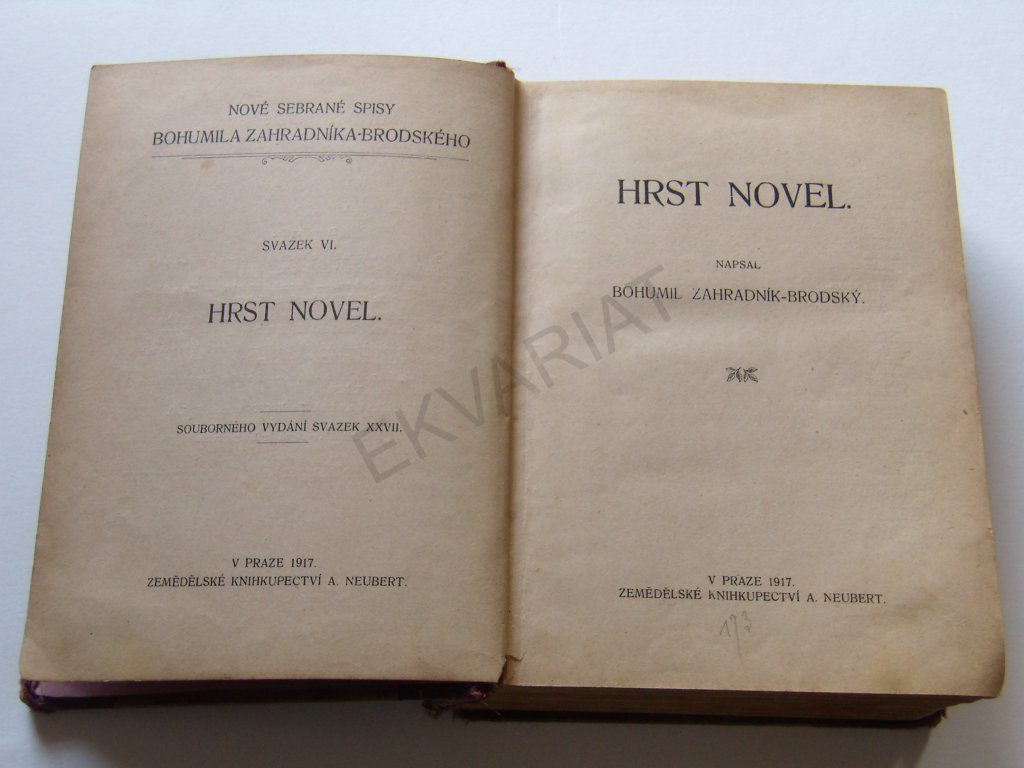 NOVÉ SEBRANÉ SPISY
BOHUMILA ZAHRADNÍKA-BRODSKÉHO
SVAZEK VI.
HRST NOVEL.
SOUBORNÉHO VYDÁNÍ SVAZEK XXVII.
V PRAZE 1917.
ZEMĚDĚLSKÉ KNIHKUPECTVÍ A. NEUBERT.
HRST NOVEL.
NAPSAL
BOHUMIL ZAHRADNÍK-BRODSKÝ.
V PRAZE 1917.
ZEMĚDĚLSKÉ KNIHKUPECTVÍ A. NEUBERT.
173
EKVARIAT